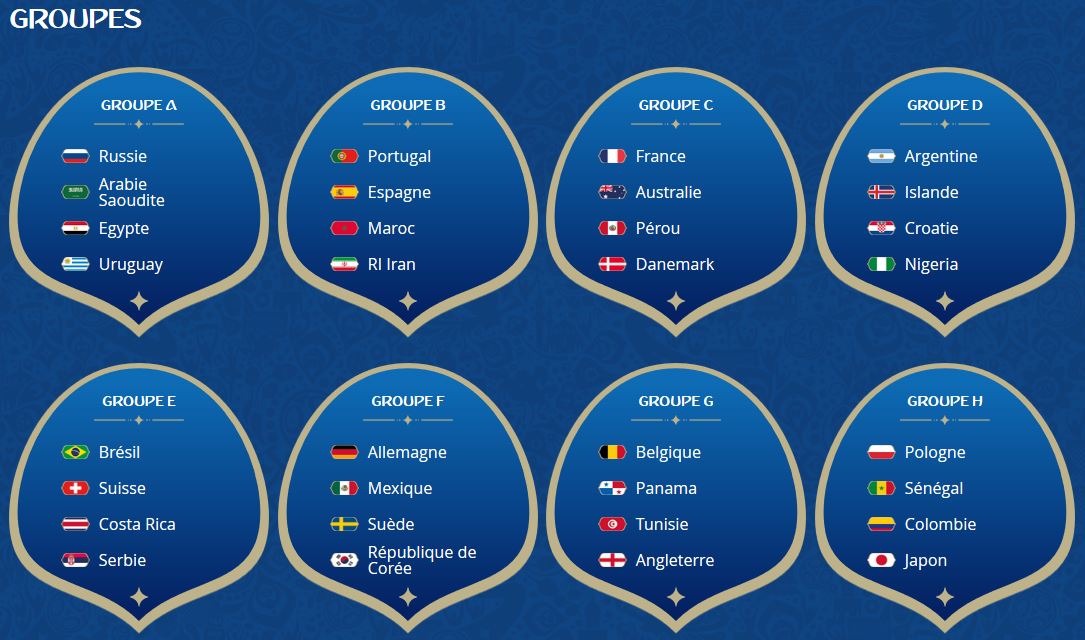 GROUPES
GROUPE A
Russie
Arabie
Saoudite
Egypte
Uruguay
GROUPE B
Portugal
Espagne
Maroc
RI Iran
GROUPE C
France
Australie
Pérou
Danemark
GROUPE D
Argentine
Islande
Croatie
Nigeria
GROUPE E
Brésil
Suisse
Costa Rica
Serbie
GROUPE F
Allemagne
Mexique
Suède
République de
Corée
GROUPE G
Belgique
Panama
Tunisie
Angleterre
GROUPE H
Pologne
Sénégal
Colombie
Japon